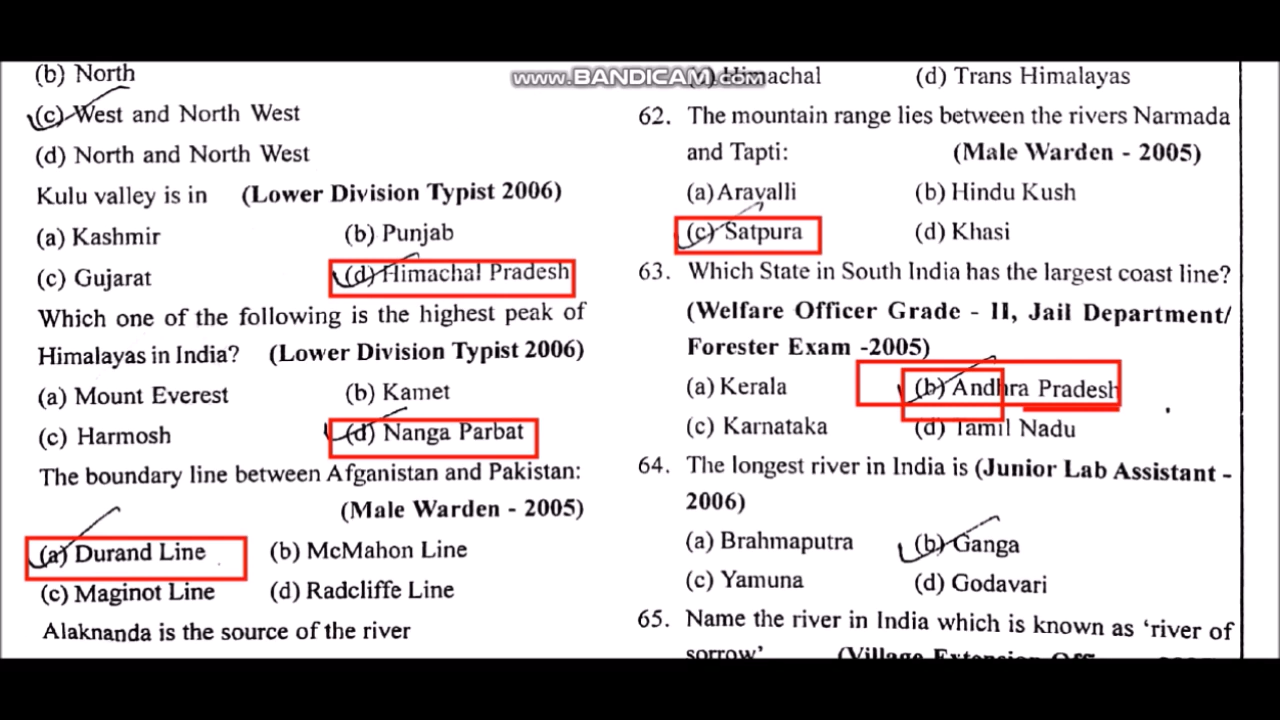 www.BANDICAM.com
(b) North
(c) West and North West
(d) North and North West
Kulu valley is in (Lower Division Typist 2006)
(a) Kashmir (b) Punjab
(c) Gujarat (d) Himachal Pradesh
Which one of the following is the highest peak of
Himalayas in India? (Lower Division Typist 2006)
(a) Mount Everest (b) Kamet
(c) Harmosh (d) Nanga Parbat
The boundary line between Afganistan and Pakistan:
(Male Warden - 2005)
(a) Durand Line (b) McMahon Line
(c) Maginot Line (d) Radcliffe Line
Alaknanda is the source of the river
Himachal (d) Trans Himalayas
62. The mountain range lies between the rivers Narmada
and Tapti: (Male Warden - 2005)
(a) Aravalli (b) Hindu Kush
(c) Satpura (d) Khasi
63. Which State in South India has the largest coast line?
(Welfare Officer Grade - II, Jail Department/
Forester Exam -2005)
(a) Kerala (b) Andhra Pradesh
(c) Karnataka (d) Tamil Nadu
64. The longest river in India is (Junior Lab Assistant -
2006)
(a) Brahmaputra (b) Ganga
(c) Yamuna (d) Godavari
65. Name the river in India which is known as 'river of
sorrow' (Village Extension